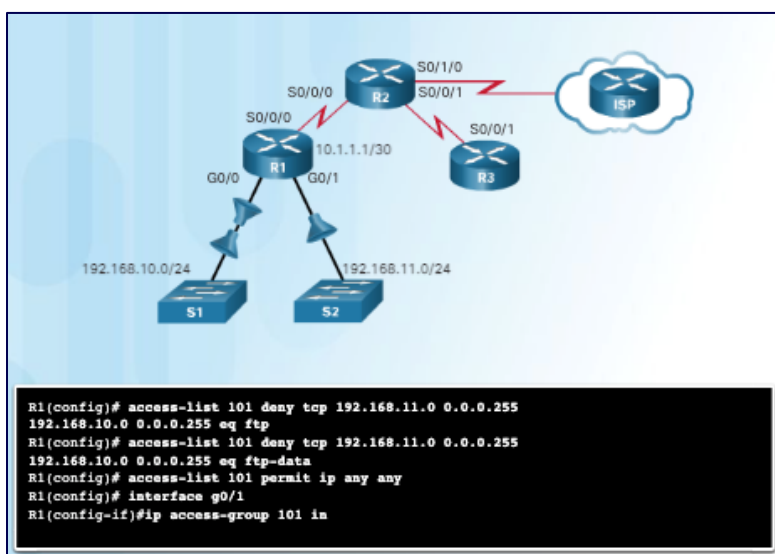 S0/1/0
S0/0/0
R2
S0/0/1
ISP
S0/0/0
S0/0/1
10.1.1.1/30
R1
R3
G0/0
G0/1
192.168.10.0/24
192.168.11.0/24
S1
S2
R1(config)# access-list 101 deny tcp 192.168.11.0 0.0.0.255
192.168.10.0 0.0.0.255 eq ftp
R1(config)# access-list 101 deny tcp 192.168.11.0 0.0.0.255
192.168.10.0 0.0.0.255 eq ftp-data
R1(config)# access-list 101 permit ip any any
R1(config)# interface g0/1
R1(config-if)#ip access-group 101 in